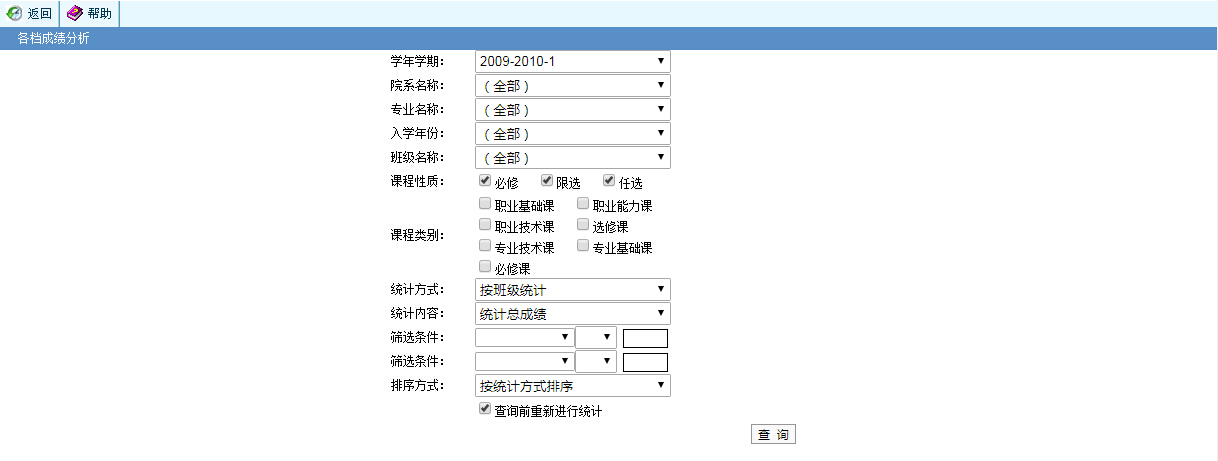 返回 帮助
各档成绩分析
学年学期： 2009-2010-1
院系名称： （全部）
专业名称： （全部）
入学年份： （全部）
班级名称： （全部）
课程性质： 必修 限选 任选
职业基础课 职业能力课
职业技术课 选修课
课程类别：
专业技术课 专业基础课
必修课
统计方式： 按班级统计
统计内容： 统计总成绩
筛选条件：
筛选条件：
排序方式： 按统计方式排序
查询前重新进行统计
查 询